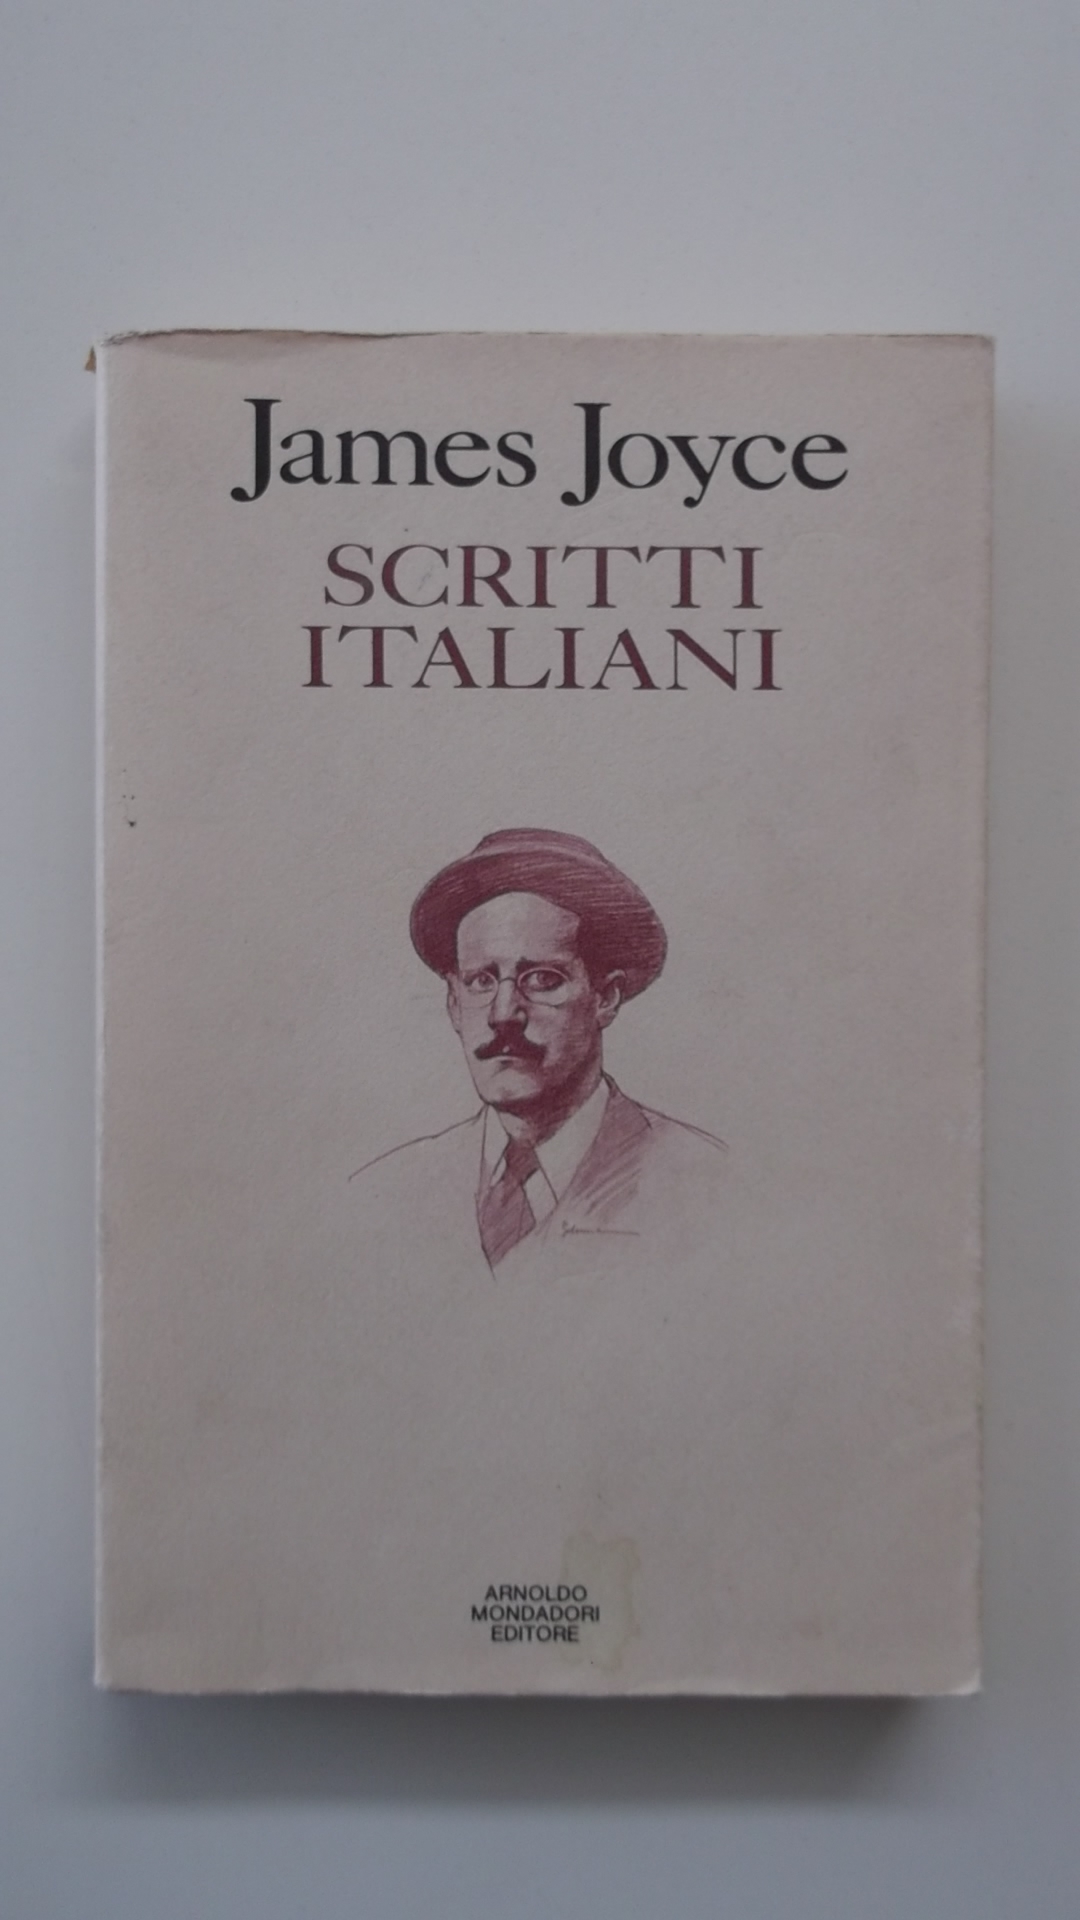 James Joyce
SCRITTI
ITALIANI
ARNOLDO
MONDADORI
EDITORE